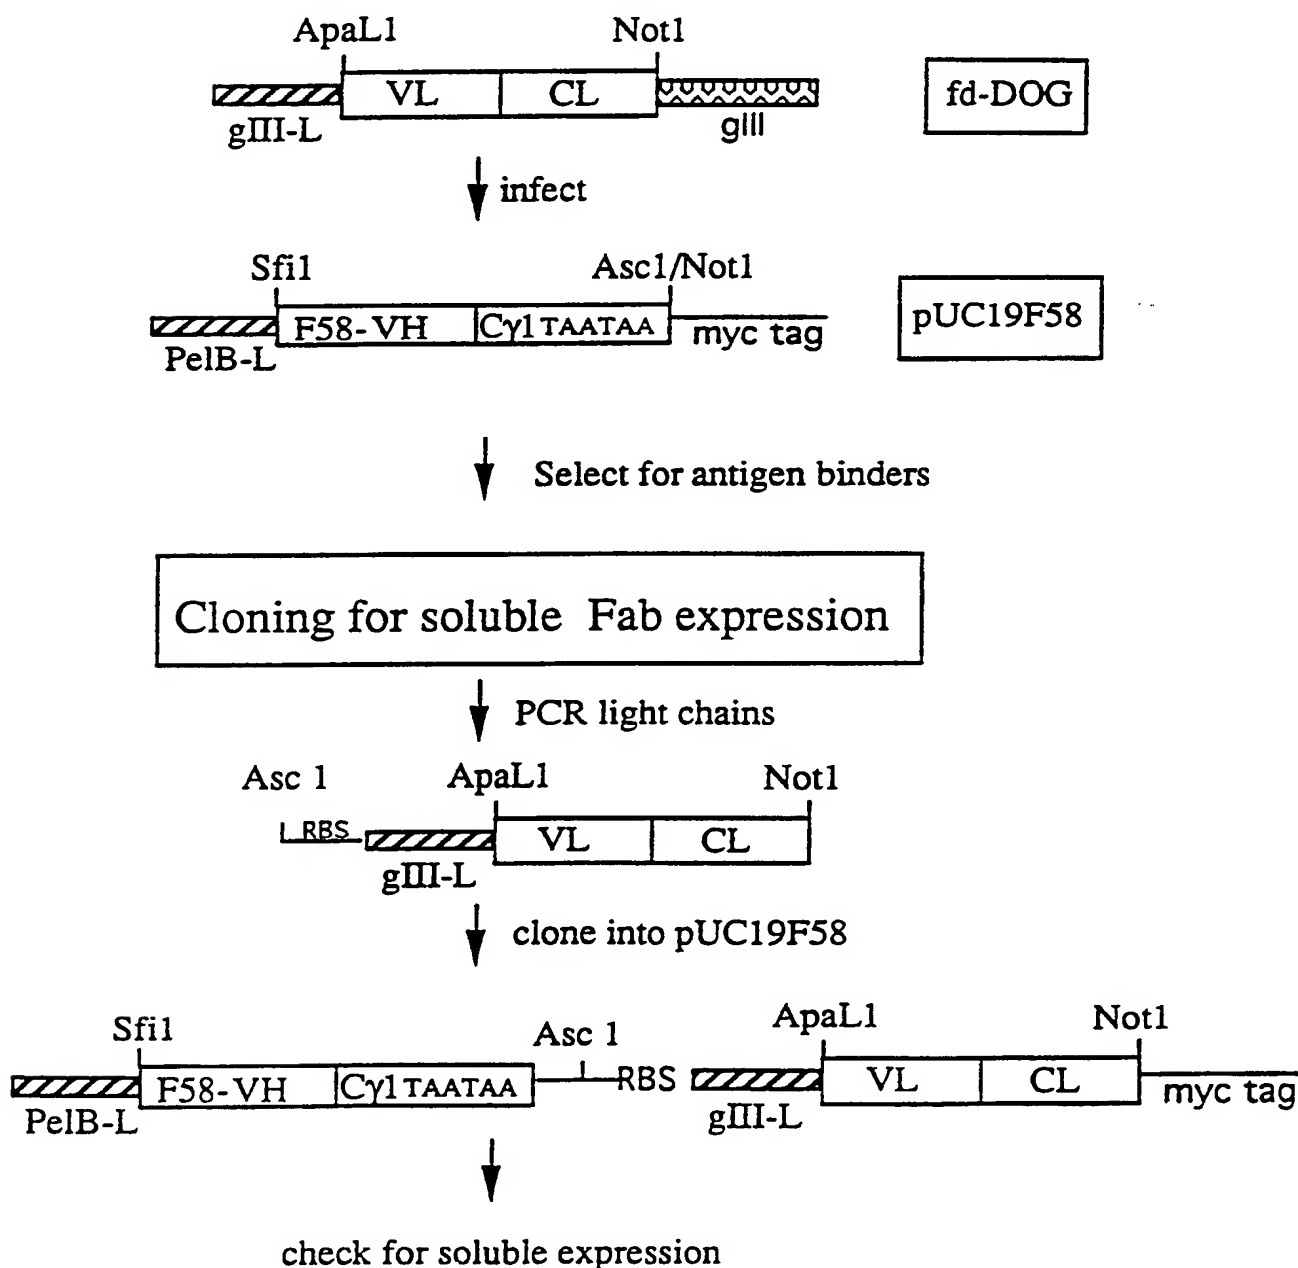 ApaL1 Not1
VL CL fd-DOG
gIII-L gIII
infect
Sfi1 Asc1/Not1
F58-VH Cγ1 TAATAA myc tag pUC19F58
PelB-L
Select for antigen binders
Cloning for soluble Fab expression
PCR light chains
Asc 1 ApaL1 Not1
RBS VL CL
gIII-L
clone into pUC19F58
Sfi1 Asc 1 ApaL1 Not1
F58-VH Cγ1 TAATAA RBS VL CL myc tag
PelB-L gIII-L
check for soluble expression